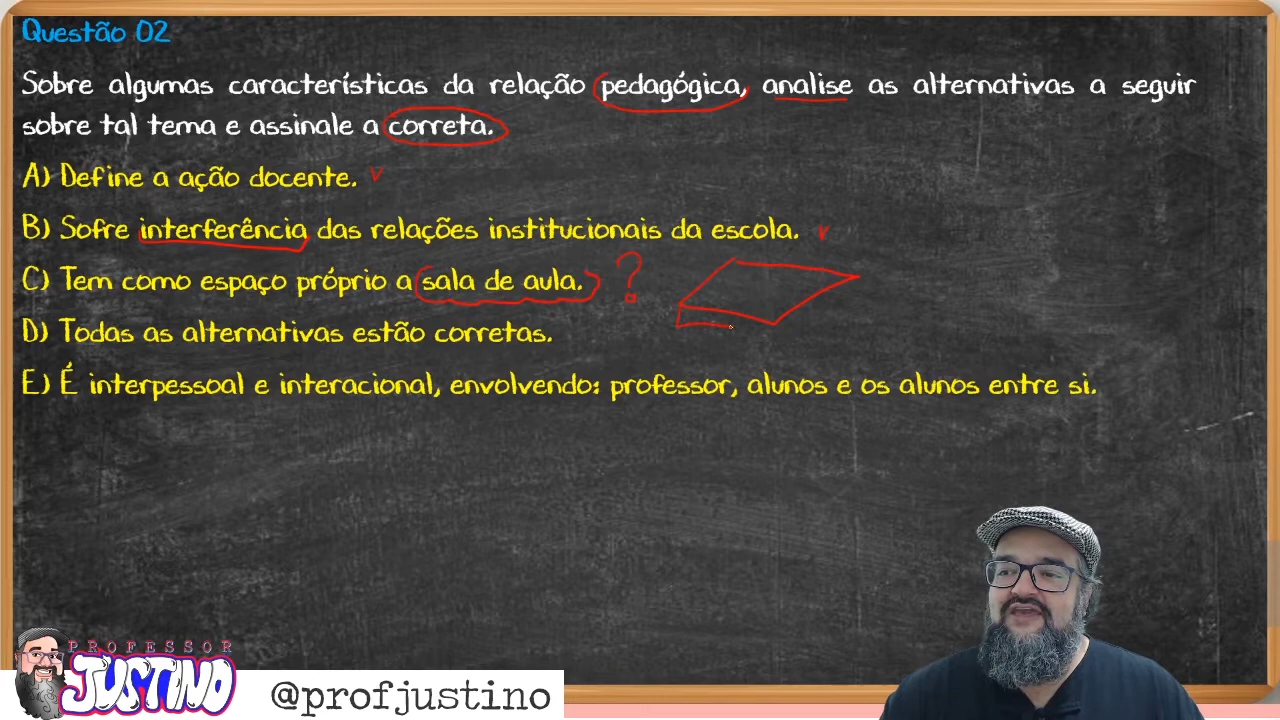 Questão 02
Sobre algumas características da relação pedagógica, analise as alternativas a seguir
sobre tal tema e assinale a correta.
A) Define a ação docente. V
B) Sofre interferência das relações institucionais da escola. V
C) Tem como espaço próprio a sala de aula. ?
D) Todas as alternativas estão corretas.
E) É interpessoal e interacional, envolvendo: professor, alunos e os alunos entre si.
PROFESSOR
JUSTINO
@profjustino